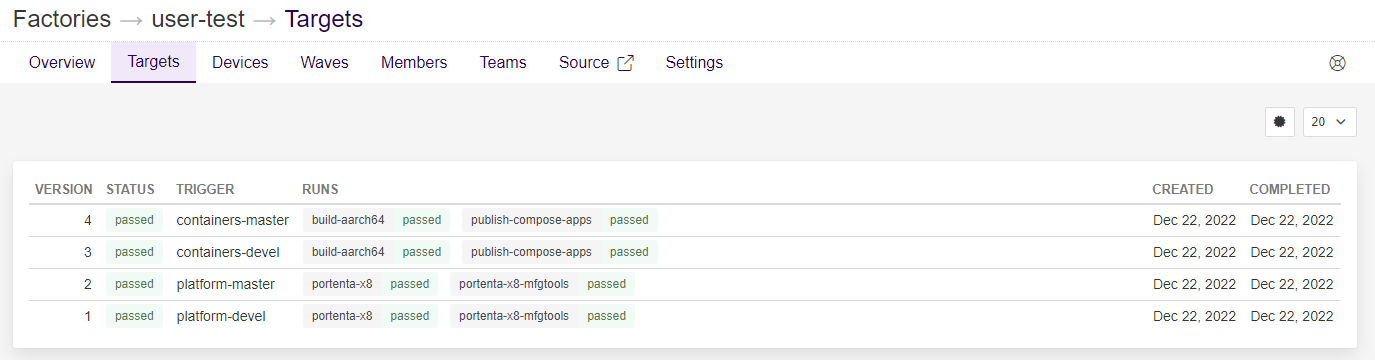 Factories → user-test → Targets
Overview Targets Devices Waves Members Teams Source Settings
20
VERSION STATUS TRIGGER RUNS CREATED COMPLETED
4 passed containers-master build-aarch64 passed publish-compose-apps passed Dec 22, 2022 Dec 22, 2022
3 passed containers-devel build-aarch64 passed publish-compose-apps passed Dec 22, 2022 Dec 22, 2022
2 passed platform-master portenta-x8 passed portenta-x8-mfgtools passed Dec 22, 2022 Dec 22, 2022
1 passed platform-devel portenta-x8 passed portenta-x8-mfgtools passed Dec 22, 2022 Dec 22, 2022